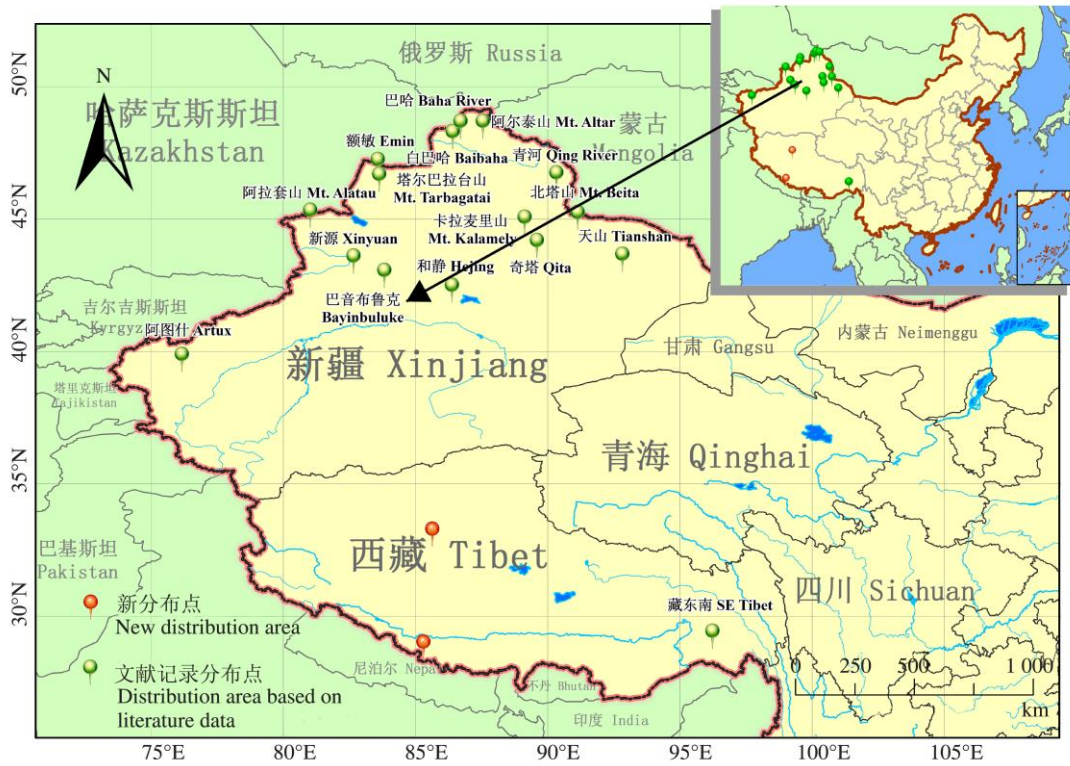 50°N
45°N
40°N
35°N
30°N
N
俄罗斯 Russia
哈萨克斯斯坦
Kazakhstan
蒙古
Mongolia
巴哈 Baha River
阿尔泰山 Mt. Altar
额敏 Emin
白巴哈 Baibaha
青河 Qing River
塔尔巴拉台山
Mt. Tarbagatai
阿拉套山 Mt. Alatau
北塔山 Mt. Beita
卡拉麦里山
Mt. Kalamely
新源 Xinyuan
天山 Tianshan
和静 Hejing
奇塔 Qita
巴音布鲁克
Bayinbuluke
吉尔吉斯斯坦
Kyrgyz
阿图什 Artux
塔里克斯坦
Tajikistan
新疆 Xinjiang
甘肃 Gangsu
内蒙古 Neimenggu
青海 Qinghai
巴基斯坦
Pakistan
西藏 Tibet
四川 Sichuan
藏东南 SE Tibet
尼泊尔 Nepal
不丹 Bhutan
印度 India
新分布点
New distribution area
文献记录分布点
Distribution area based on
literature data
0 250 500 1 000
km
75°E 80°E 85°E 90°E 95°E 100°E 105°E